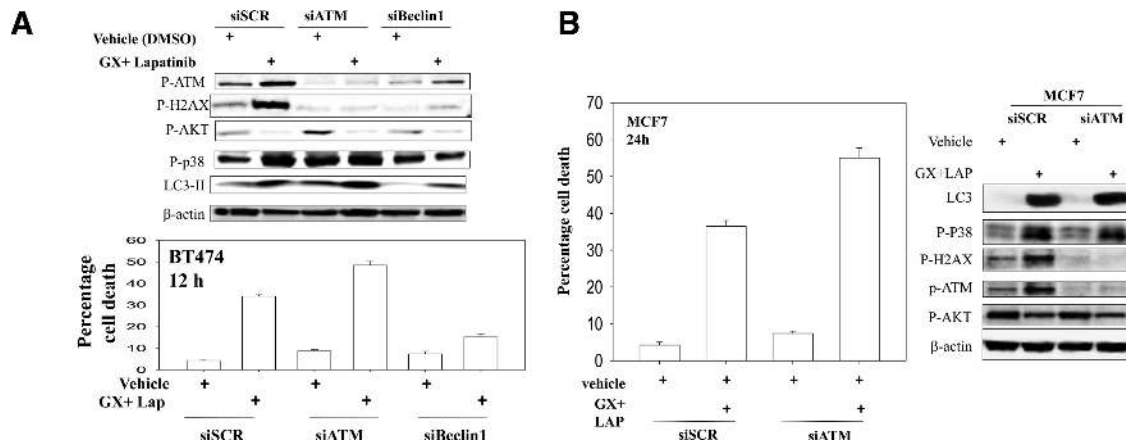 A
siSCR siATM siBeclin1
Vehicle (DMSO) + + +
GX+ Lapatinib + + +
P-ATM
P-H2AX
P-AKT
P-p38
LC3-II
β-actin
Percentage cell death
60
50
40
30
20
10
0
BT474
12 h
Vehicle + + +
GX+ Lap + + +
siSCR siATM siBeclin1
B
Percentage cell death
70
60
50
40
30
20
10
0
MCF7
24h
vehicle + + + +
GX+ LAP + +
siSCR siATM
MCF7
siSCR siATM
Vehicle + +
GX+LAP + +
LC3
P-P38
P-H2AX
p-ATM
P-AKT
β-actin